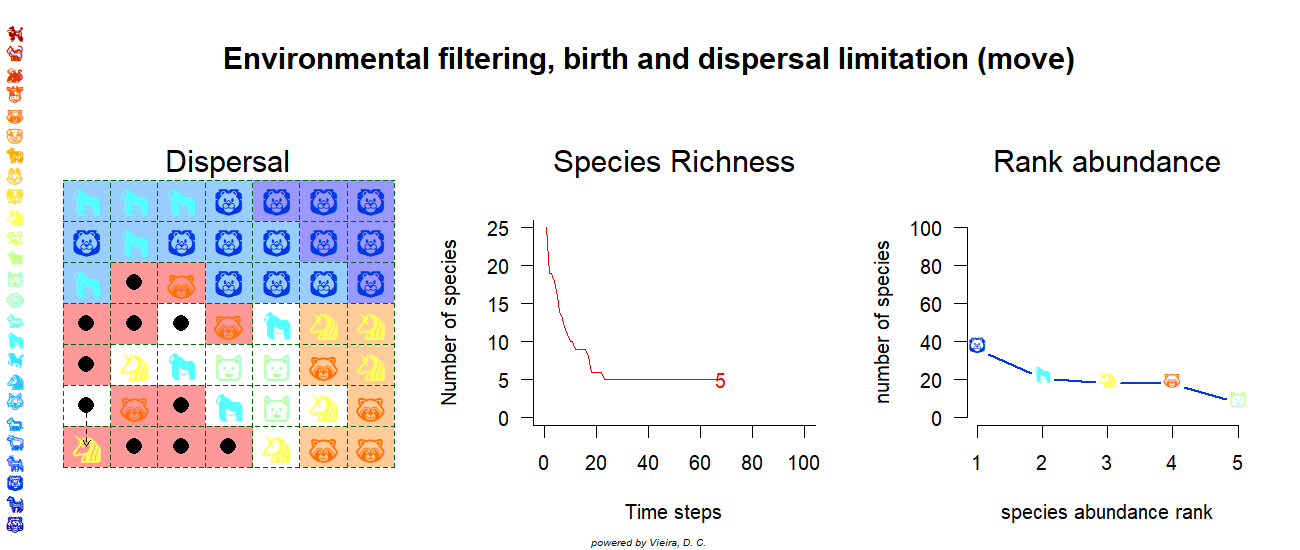 Environmental filtering, birth and dispersal limitation (move)
Dispersal
Species Richness
Rank abundance
Number of species
25
20
15
10
5
0
5
0 20 40 60 80 100
Time steps
number of species
100
80
60
40
20
0
1 2 3 4 5
species abundance rank
powered by Vieira, D. C.